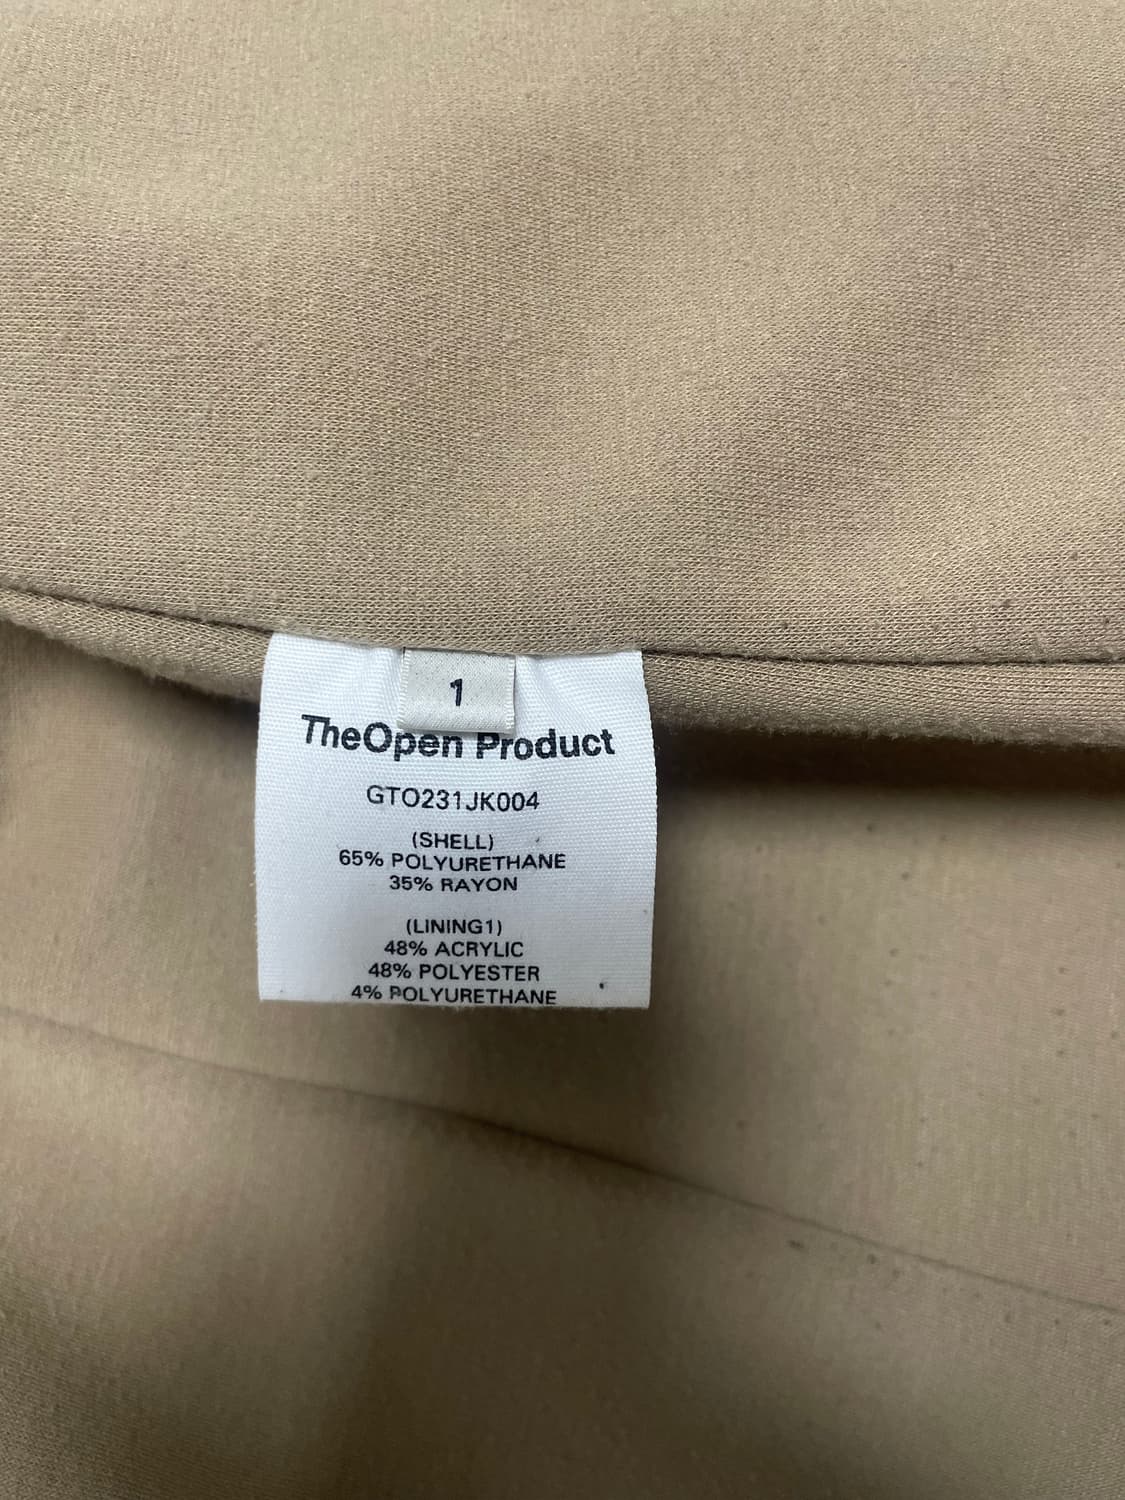 1
TheOpen Product
GTO231JK004
(SHELL)
65% POLYURETHANE
35% RAYON
(LINING1)
48% ACRYLIC
48% POLYESTER
4% POLYURETHANE